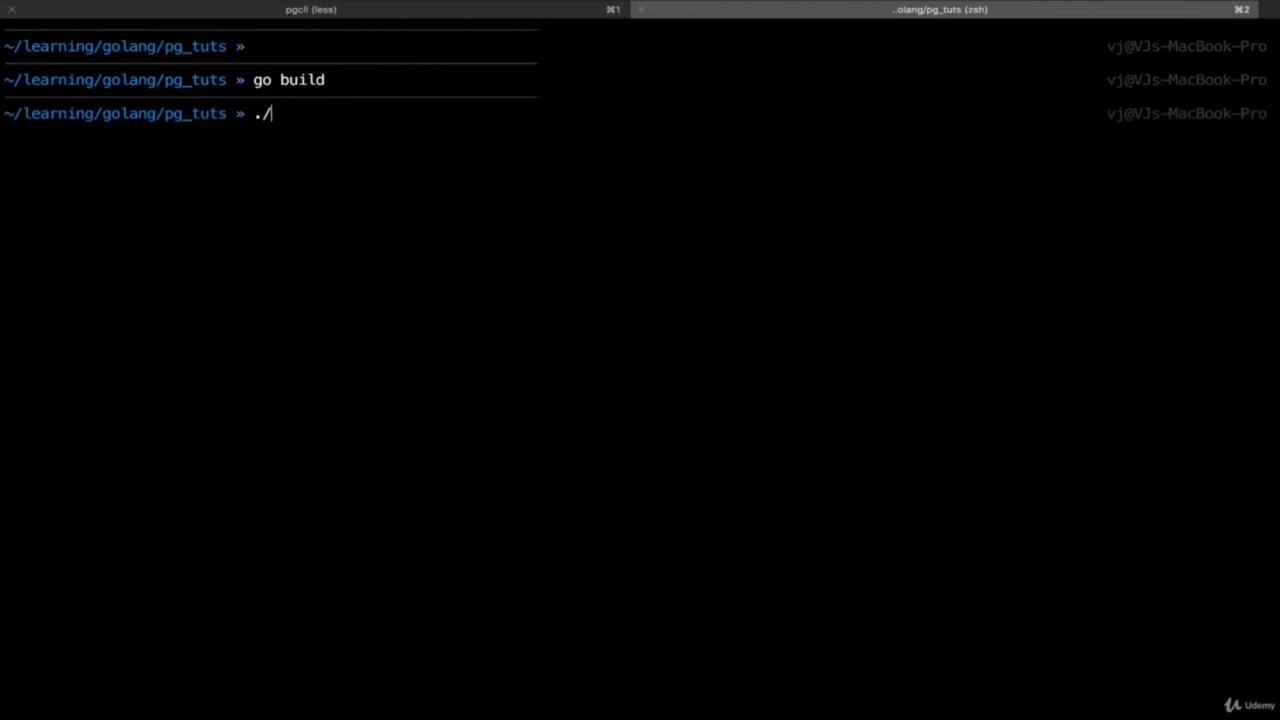 pgcli (less) ⌘1 ..olang/pg_tuts (zsh) ⌘2
~/learning/golang/pg_tuts » vj@VJs-MacBook-Pro
~/learning/golang/pg_tuts » go build vj@VJs-MacBook-Pro
~/learning/golang/pg_tuts » ./ vj@VJs-MacBook-Pro
Udemy